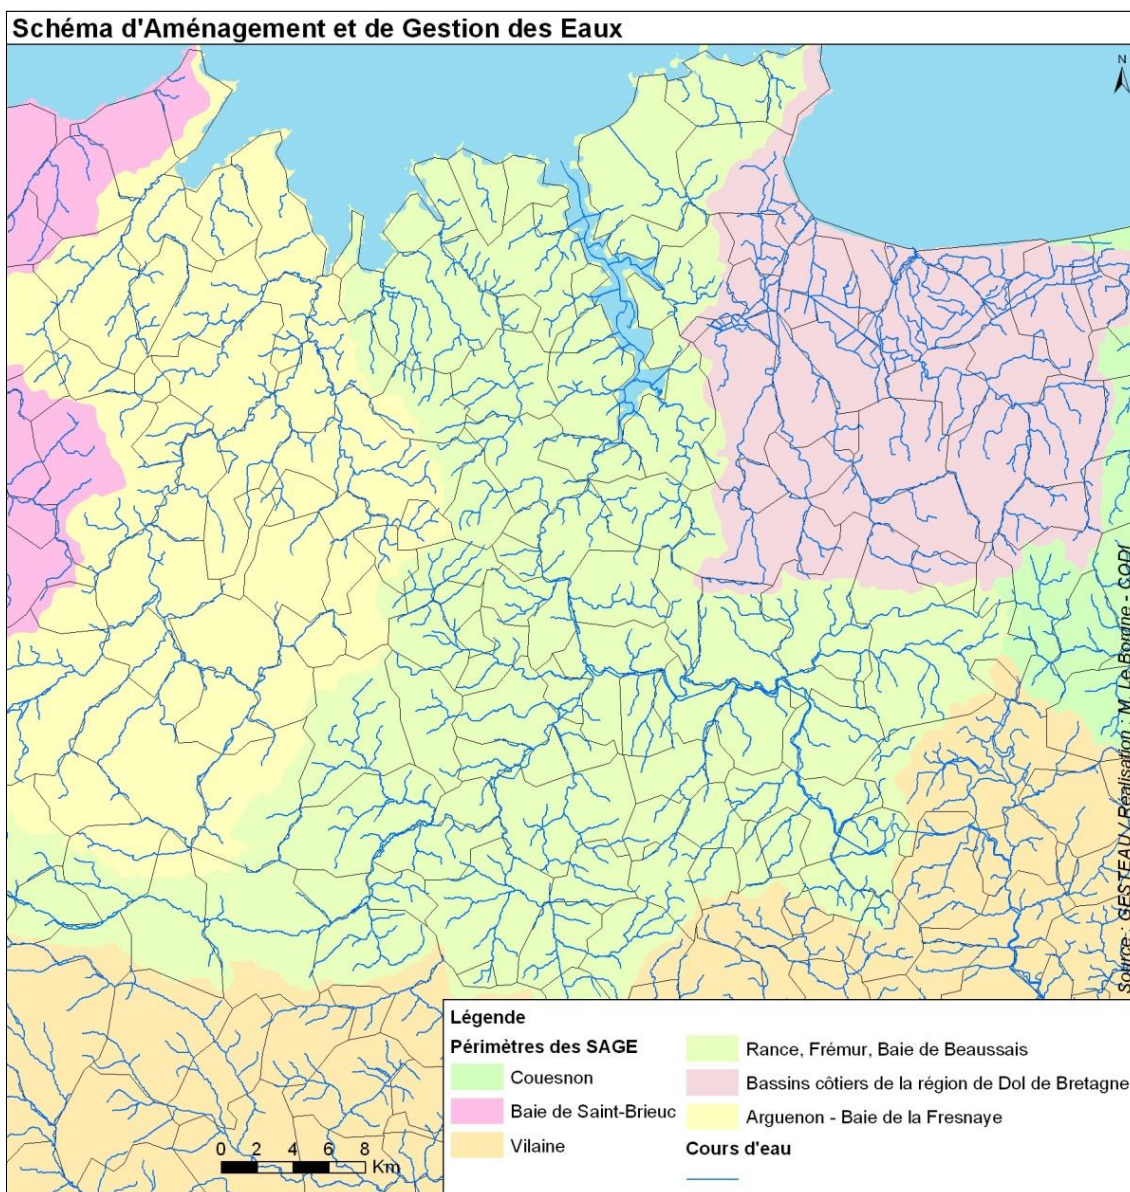 Schéma d'Aménagement et de Gestion des Eaux
N
Source : GESTEAU / Réalisation : M. Le Borgne - CODI
Légende
Périmètres des SAGE
Couesnon
Baie de Saint-Brieuc
Vilaine
Rance, Frémur, Baie de Beaussais
Bassins côtiers de la région de Dol de Bretagne
Arguenon - Baie de la Fresnaye
Cours d'eau
0 2 4 6 8
Km